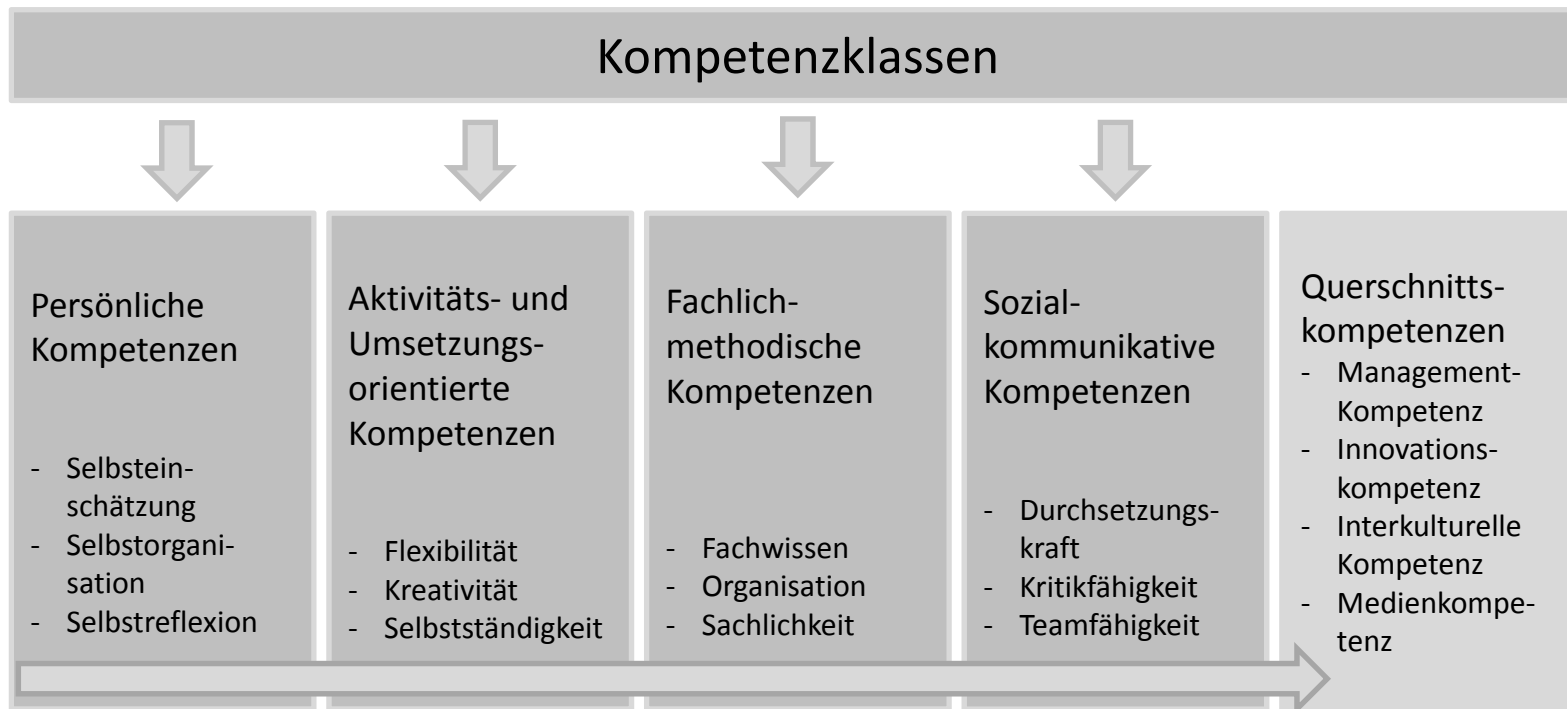 Kompetenzklassen
Persönliche
Kompetenzen
- Selbstein-
schätzung
- Selbstorgani-
sation
- Selbstreflexion
Aktivitäts- und
Umsetzungs-
orientierte
Kompetenzen
- Flexibilität
- Kreativität
- Selbstständigkeit
Fachlich-
methodische
Kompetenzen
- Fachwissen
- Organisation
- Sachlichkeit
Sozial-
kommunikative
Kompetenzen
- Durchsetzungs-
kraft
- Kritikfähigkeit
- Teamfähigkeit
Querschnitts-
kompetenzen
- Management-
Kompetenz
- Innovations-
kompetenz
- Interkulturelle
Kompetenz
- Medienkompe-
tenz